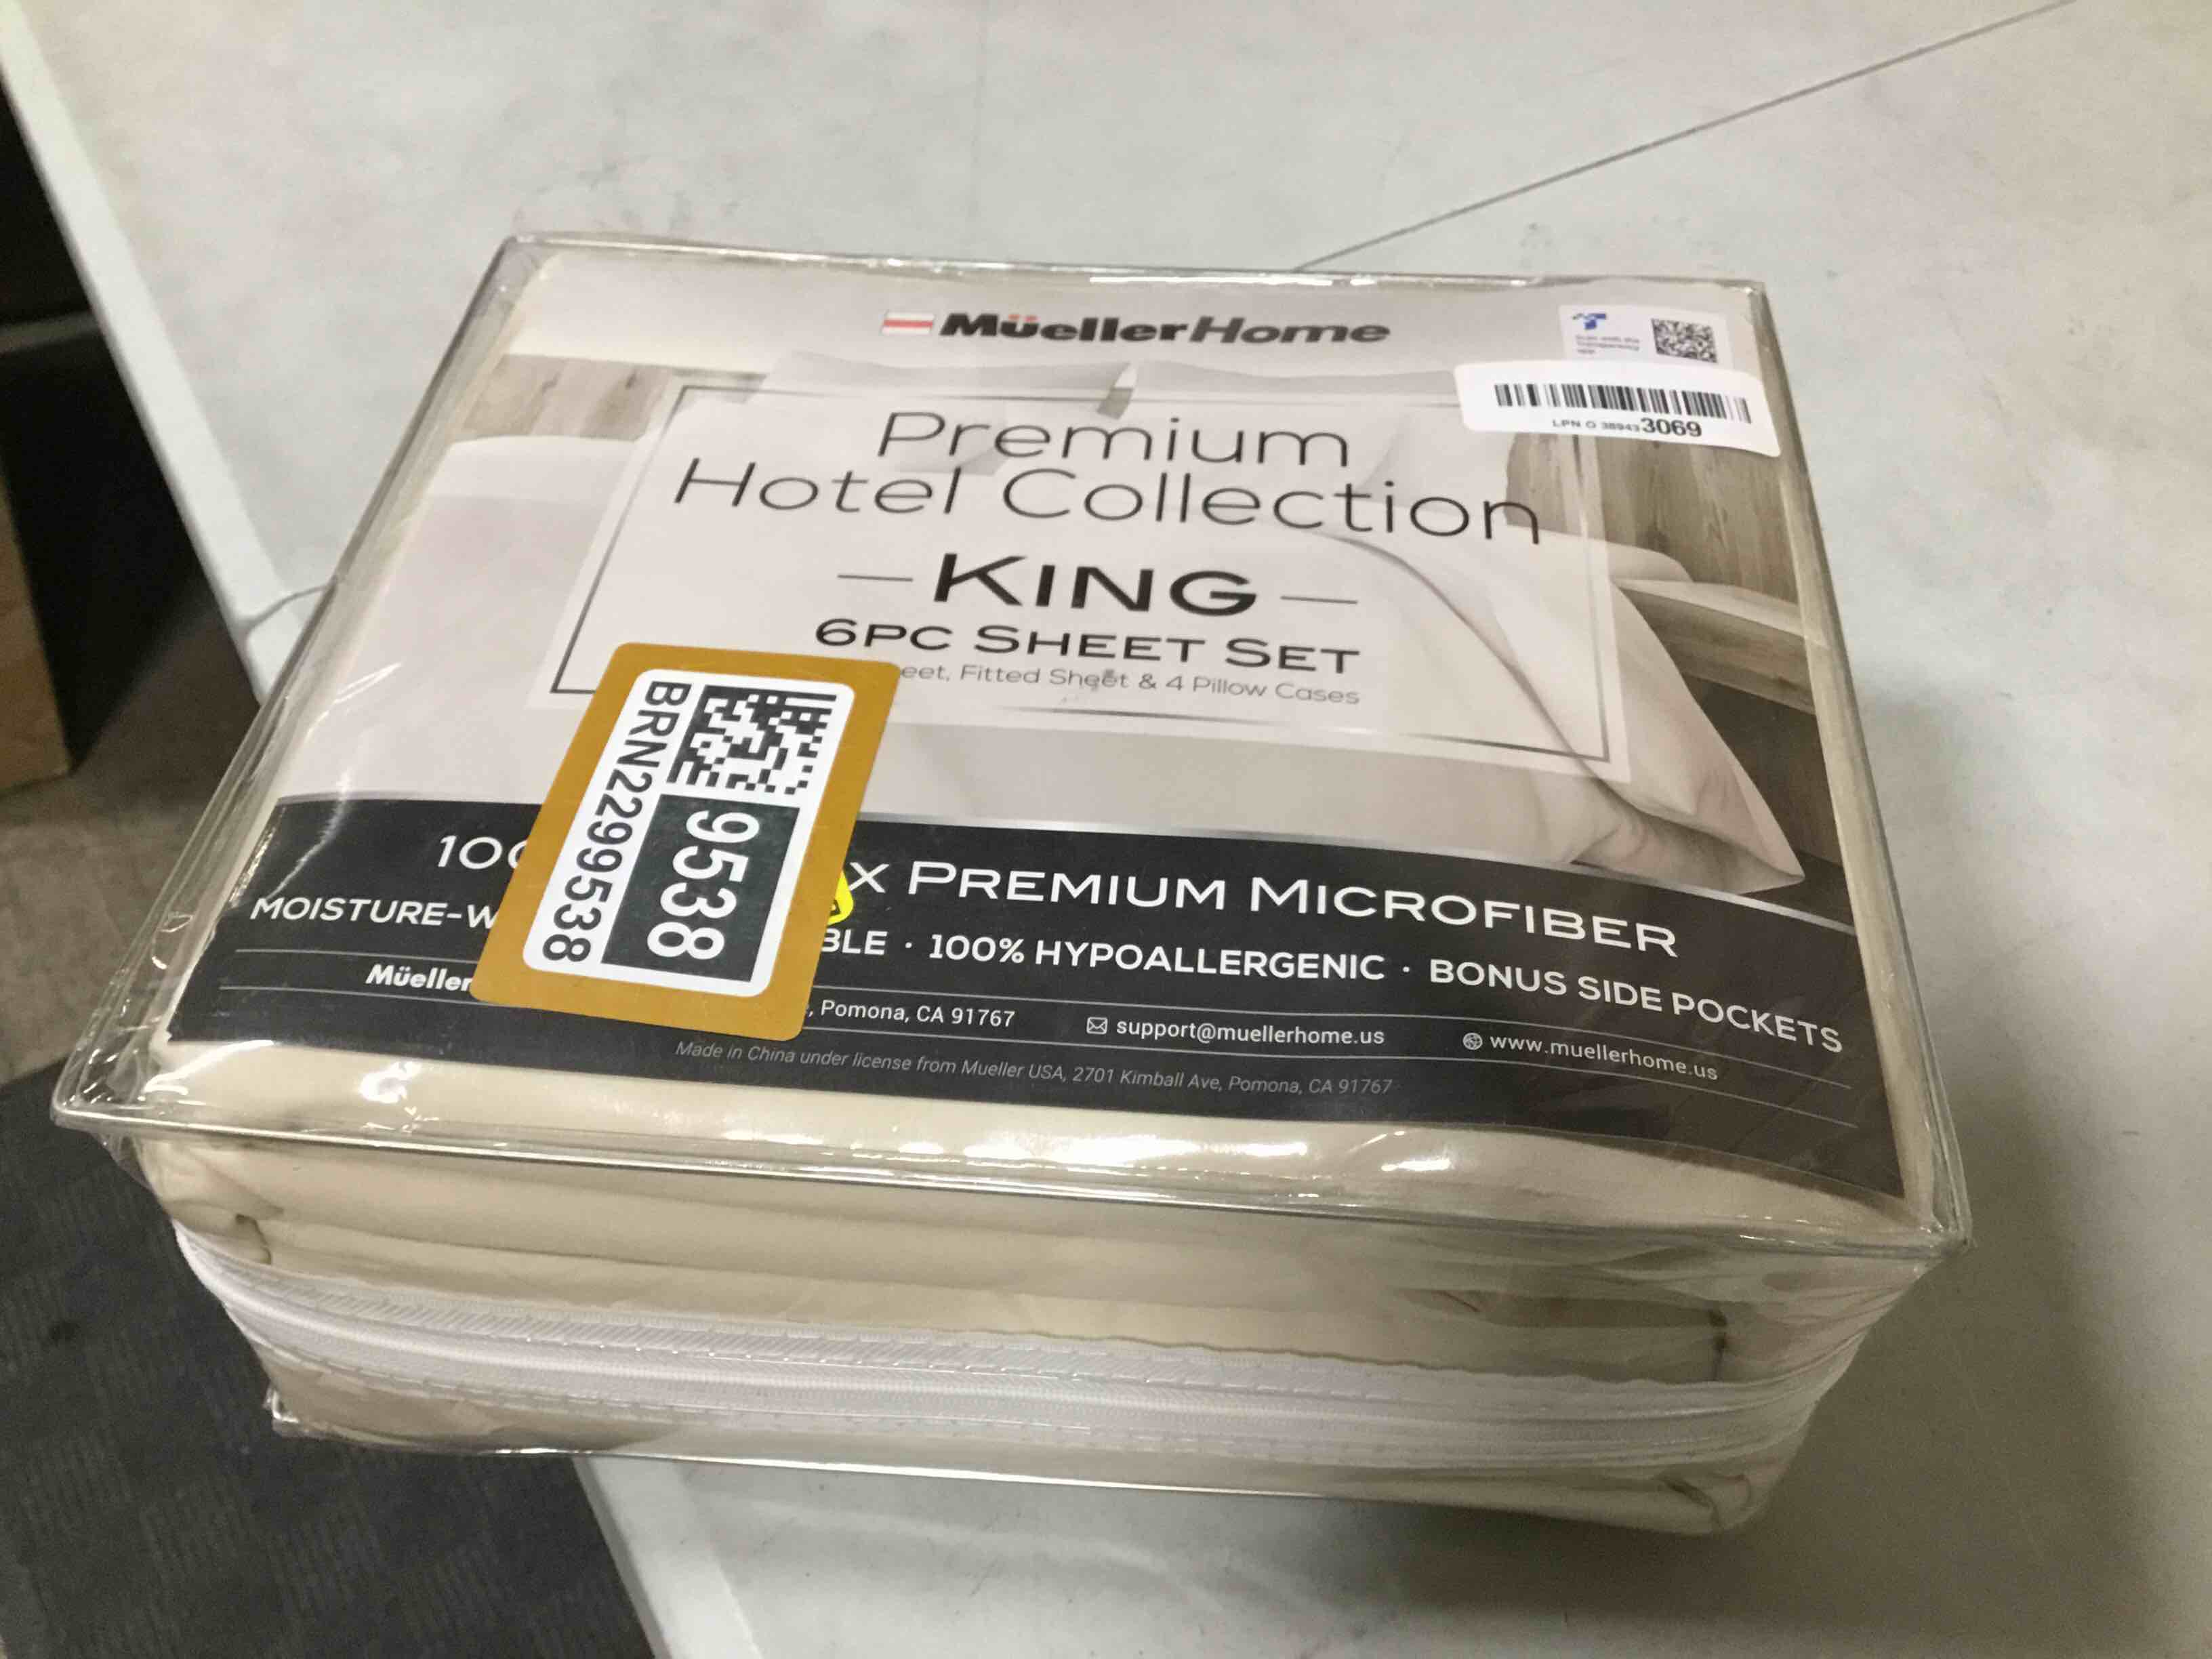 MüellerHome
Premium
Hotel Collection
KING
6PC SHEET SET
eet, Fitted Sheet & 4 Pillow Cases
LPN O 389433069
BRN2299538
9538
10
X PREMIUM MICROFIBER
MOISTURE-W
BLE · 100% HYPOALLERGENIC · BONUS SIDE POCKETS
Müeller
, Pomona, CA 91767
support@muellerhome.us
www.muellerhome.us
Made in China under license from Mueller USA, 2701 Kimball Ave, Pomona, CA 91767